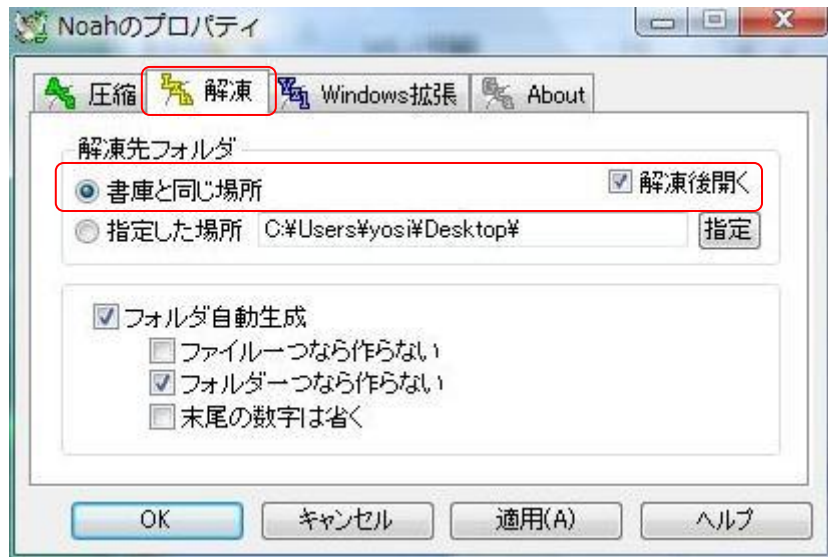 Noahのプロパティ
圧縮 解凍 Windows拡張 About
解凍先フォルダ
書庫と同じ場所 解凍後開く
指定した場所 C:¥Users¥yosi¥Desktop¥ 指定
フォルダ自動生成
ファイル一つなら作らない
フォルダ一つなら作らない
末尾の数字は省く
OK キャンセル 適用(A) ヘルプ